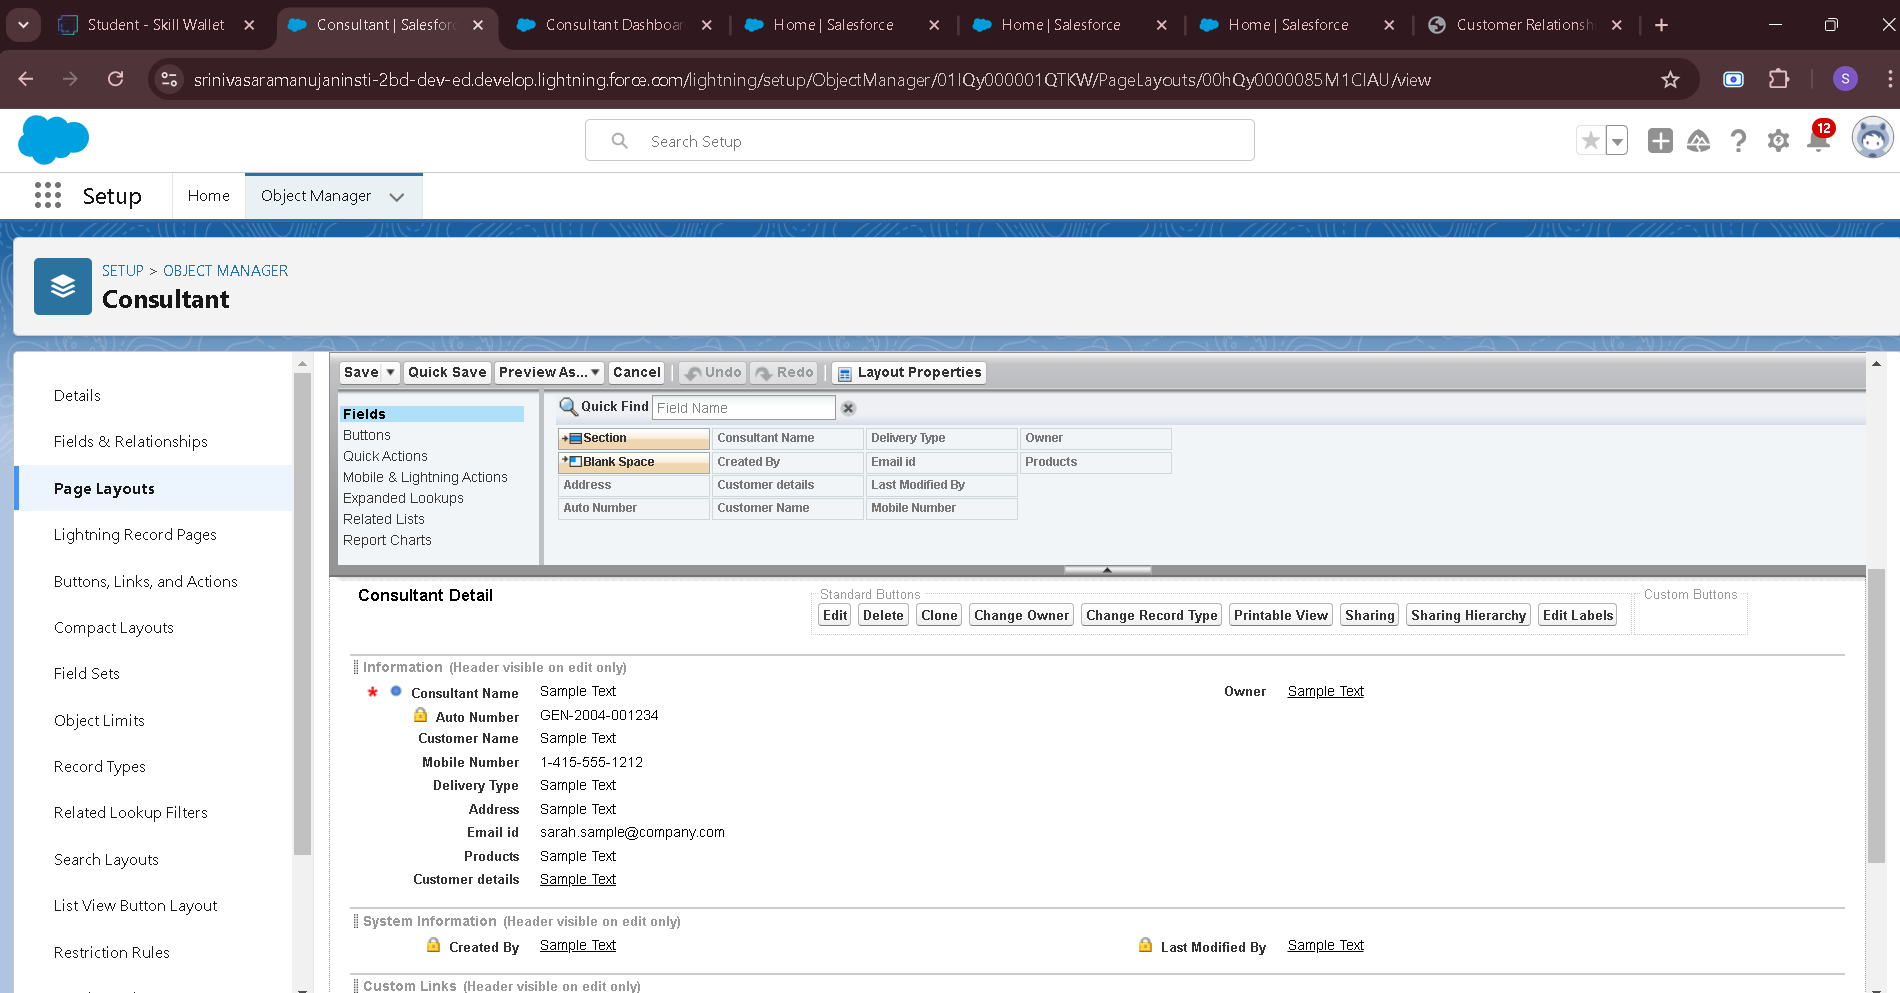 Student - Skill Wallet
Consultant | Salesforc
Consultant Dashboar
Home | Salesforce
Home | Salesforce
Home | Salesforce
Customer Relationsh
srinivasaramanujaninsti-2bd-dev-ed.develop.lightning.force.com/lightning/setup/ObjectManager/01IQy000001QTKW/PageLayouts/00hQy0000085M1CIAU/view
S
Search Setup
12
Setup
Home
Object Manager
SETUP > OBJECT MANAGER
Consultant
Details
Fields & Relationships
Page Layouts
Lightning Record Pages
Buttons, Links, and Actions
Compact Layouts
Field Sets
Object Limits
Record Types
Related Lookup Filters
Search Layouts
List View Button Layout
Restriction Rules
Save Quick Save Preview As... Cancel Undo Redo Layout Properties
Fields
Buttons
Quick Actions
Mobile & Lightning Actions
Expanded Lookups
Related Lists
Report Charts
Quick Find Field Name
Section Consultant Name Delivery Type Owner
Blank Space Created By Email id Products
Address Customer details Last Modified By
Auto Number Customer Name Mobile Number
Consultant Detail
Standard Buttons
Edit Delete Clone Change Owner Change Record Type Printable View Sharing Sharing Hierarchy Edit Labels
Custom Buttons
Information (Header visible on edit only)
* Consultant Name Sample Text Owner Sample Text
Auto Number GEN-2004-001234
Customer Name Sample Text
Mobile Number 1-415-555-1212
Delivery Type Sample Text
Address Sample Text
Email id sarah.sample@company.com
Products Sample Text
Customer details Sample Text
System Information (Header visible on edit only)
Created By Sample Text Last Modified By Sample Text
Custom Links (Header visible on edit only)